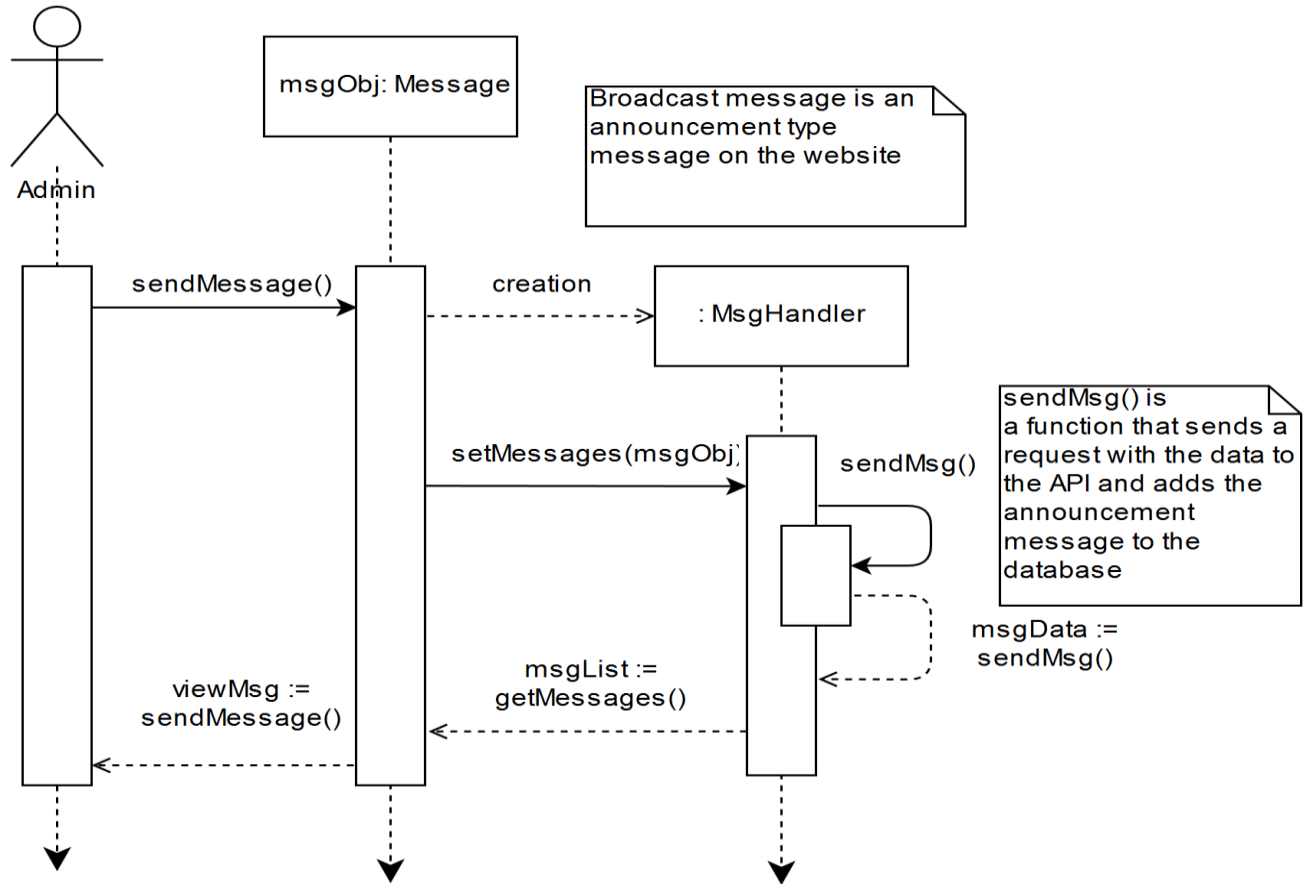 msgObj: Message
Broadcast message is an
announcement type
message on the website
Admin
sendMessage()
creation
: MsgHandler
sendMsg() is
a function that sends a
request with the data to
the API and adds the
announcement
message to the
database
setMessages(msgObj)
sendMsg()
msgData :=
sendMsg()
msgList :=
getMessages()
viewMsg :=
sendMessage()